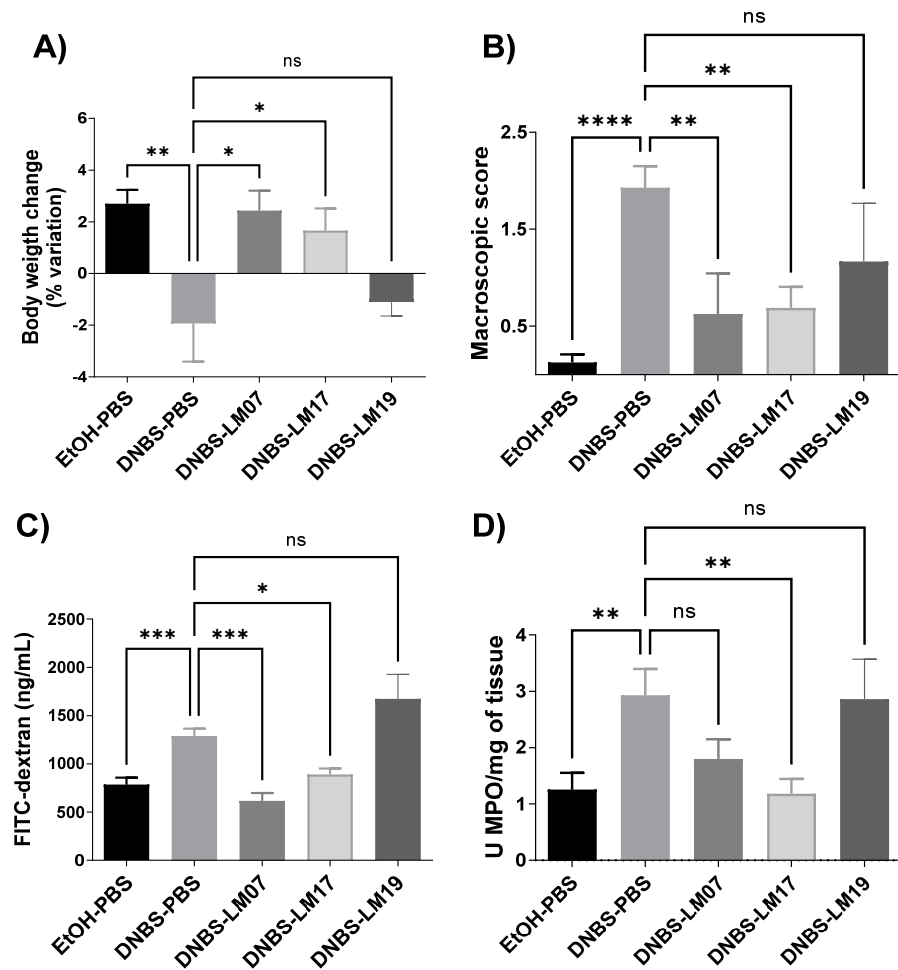 A)
ns
*
** *
Body weigth change
(% variation)
6
4
2
0
-2
-4
EtOH-PBS
DNBS-PBS
DNBS-LM07
DNBS-LM17
DNBS-LM19
B)
ns
**
**** **
Macroscopic score
2.5
1.5
0.5
EtOH-PBS
DNBS-PBS
DNBS-LM07
DNBS-LM17
DNBS-LM19
C)
ns
*
*** ***
FITC-dextran (ng/mL)
2500
2000
1500
1000
500
0
EtOH-PBS
DNBS-PBS
DNBS-LM07
DNBS-LM17
DNBS-LM19
D)
ns
**
** ns
U MPO/mg of tissue
4
3
2
1
0
EtOH-PBS
DNBS-PBS
DNBS-LM07
DNBS-LM17
DNBS-LM19